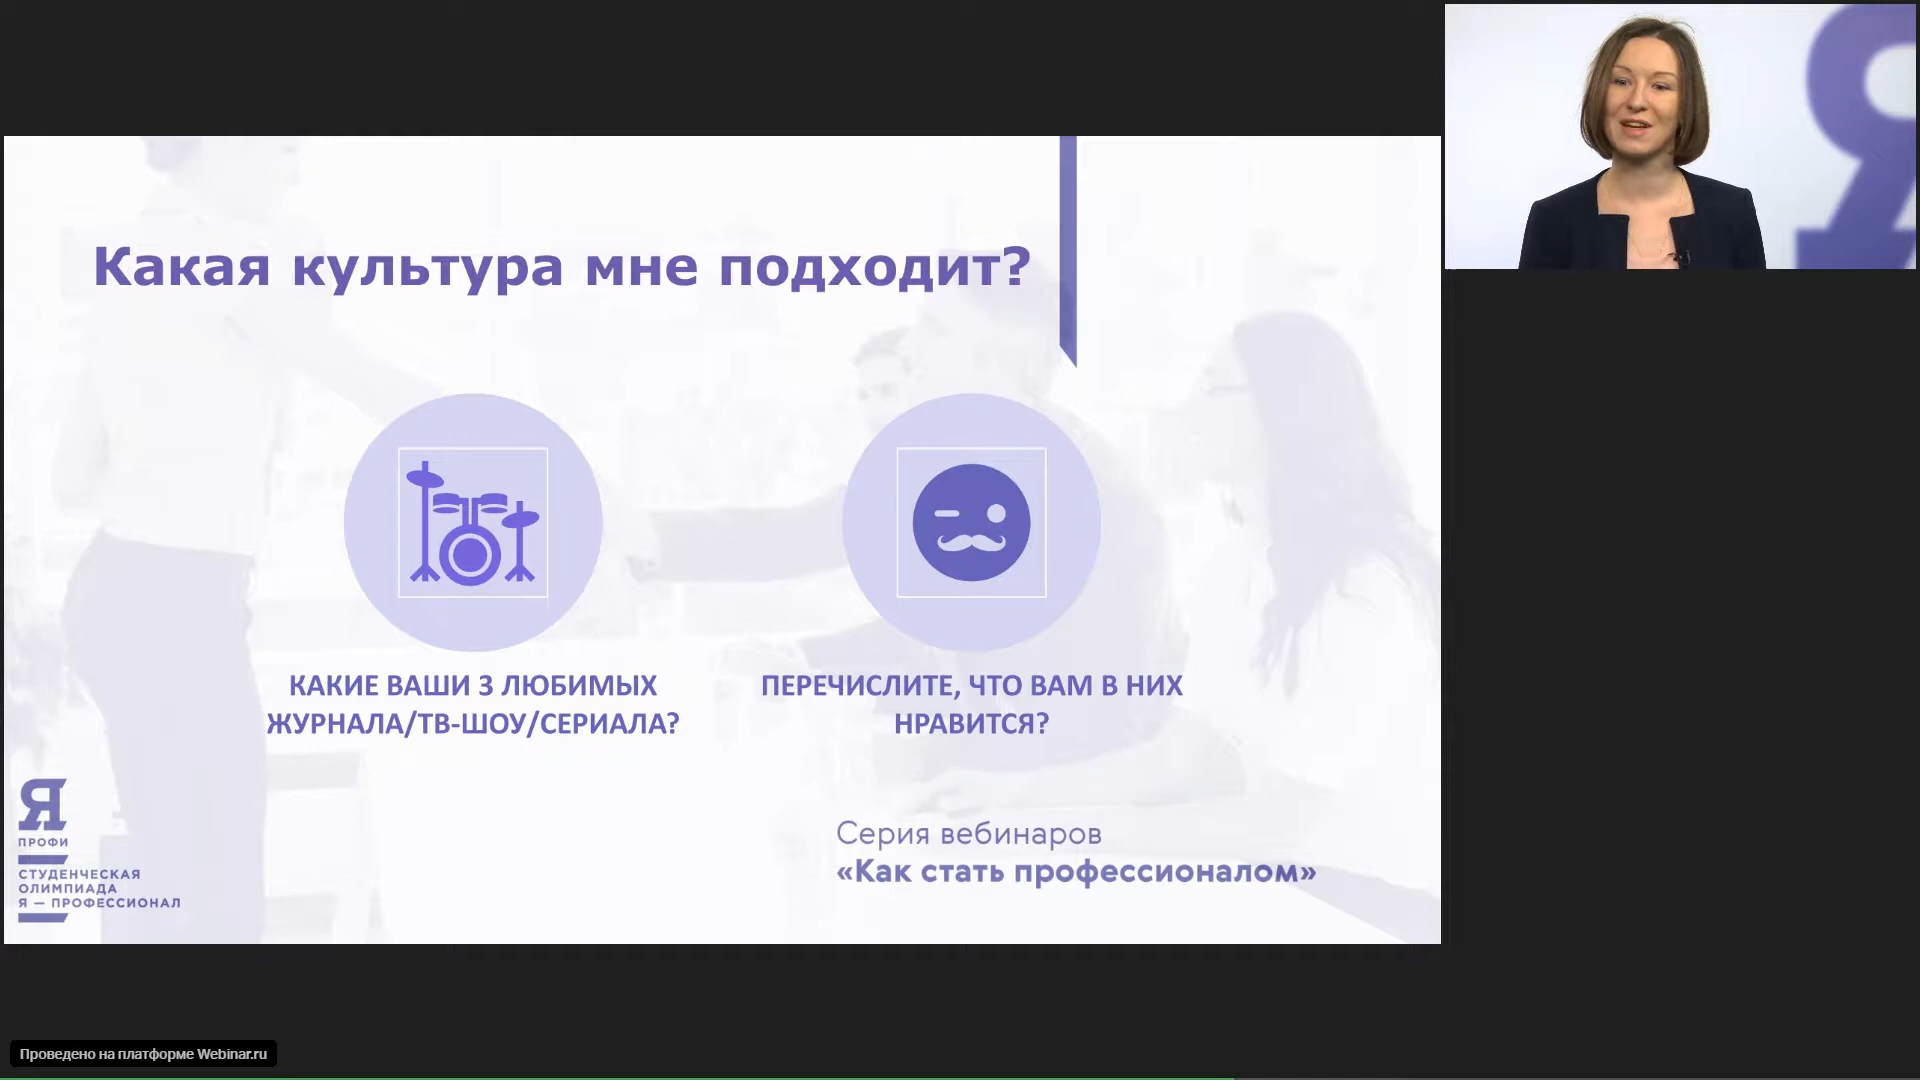 Какая культура мне подходит?
КАКИЕ ВАШИ 3 ЛЮБИМЫХ
ЖУРНАЛА/ТВ-ШОУ/СЕРИАЛА?
ПЕРЕЧИСЛИТЕ, ЧТО ВАМ В НИХ
НРАВИТСЯ?
Я
ПРОФИ
СТУДЕНЧЕСКАЯ
ОЛИМПИАДА
Я — ПРОФЕССИОНАЛ
Серия вебинаров
«Как стать профессионалом»
Я
Проведено на платформе Webinar.ru